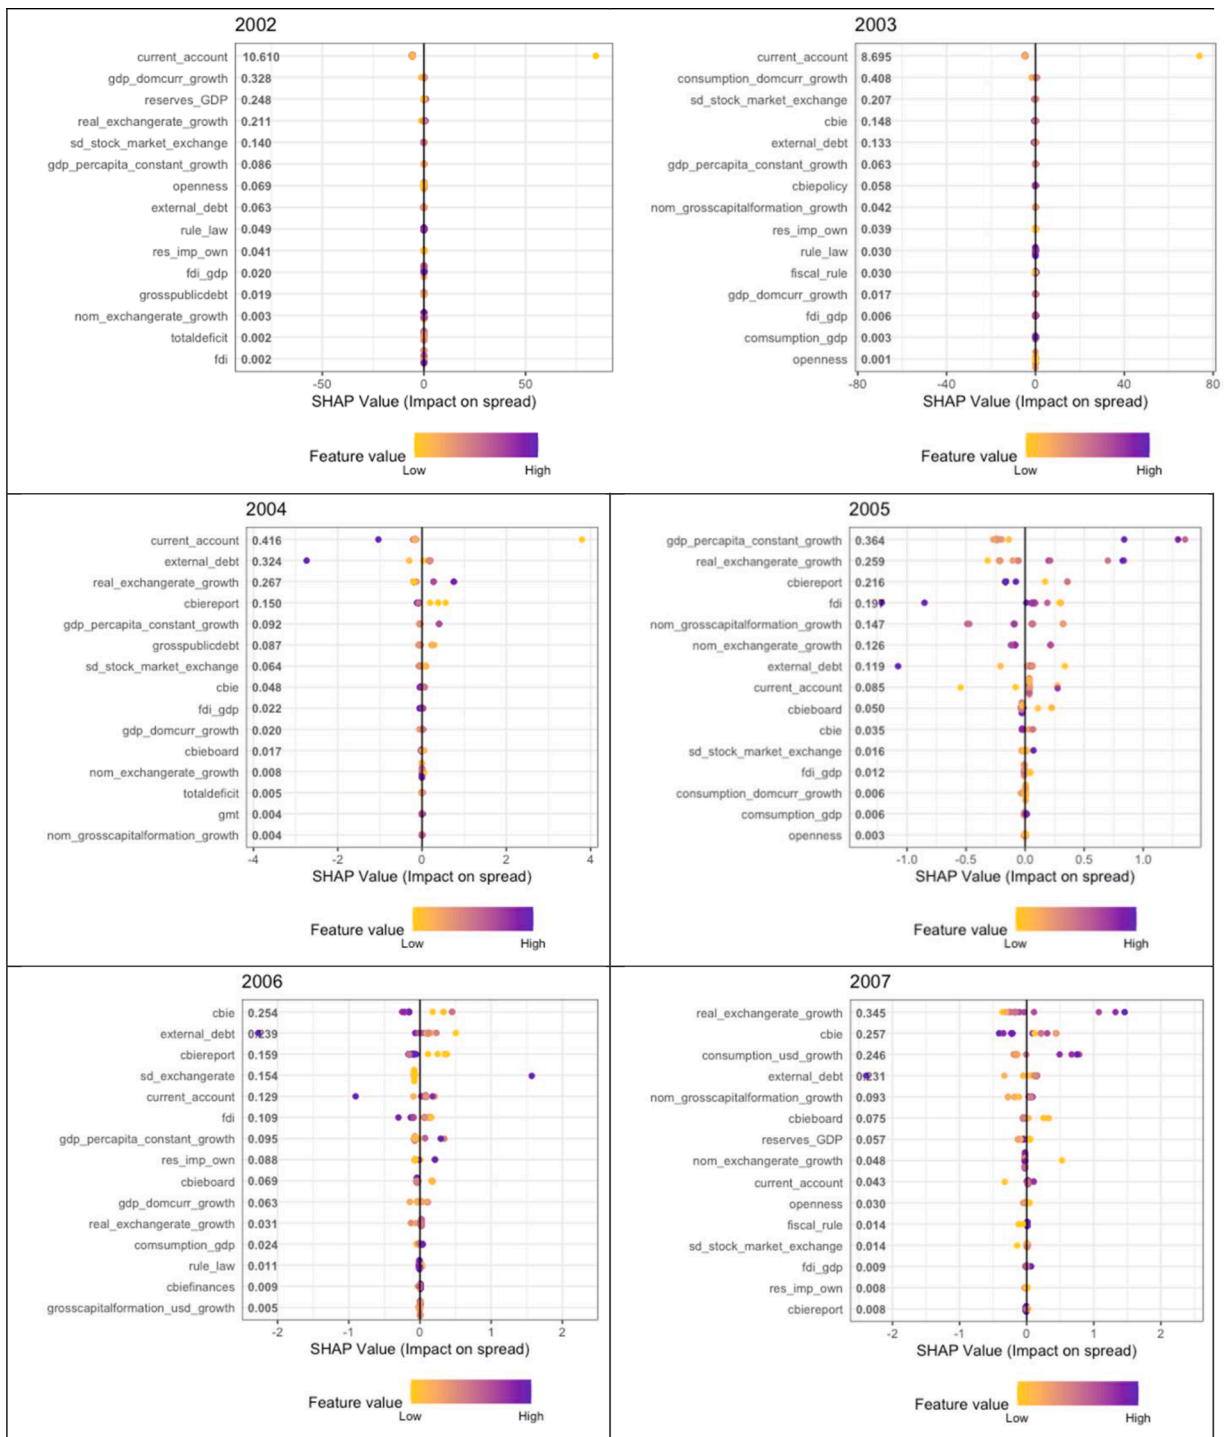 2002
current_account 10.610
gdp_domcurr_growth 0.328
reserves_GDP 0.248
real_exchangerate_growth 0.211
sd_stock_market_exchange 0.140
gdp_percapita_constant_growth 0.086
openness 0.069
external_debt 0.063
rule_law 0.049
res_imp_own 0.041
fdi_gdp 0.020
grosspublicdebt 0.019
nom_exchangerate_growth 0.003
totaldeficit 0.002
fdi 0.002
-50 0 50
SHAP Value (Impact on spread)
Feature value
Low High
2003
current_account 8.695
consumption_domcurr_growth 0.408
sd_stock_market_exchange 0.207
cbie 0.148
external_debt 0.133
gdp_percapita_constant_growth 0.063
cbiepolicy 0.058
nom_grosscapitalformation_growth 0.042
res_imp_own 0.039
rule_law 0.030
fiscal_rule 0.030
gdp_domcurr_growth 0.017
fdi_gdp 0.006
comsumption_gdp 0.003
openness 0.001
-80 -40 0 40 80
SHAP Value (Impact on spread)
Feature value
Low High
2004
current_account 0.416
external_debt 0.324
real_exchangerate_growth 0.267
cbiereport 0.150
gdp_percapita_constant_growth 0.092
grosspublicdebt 0.087
sd_stock_market_exchange 0.064
cbie 0.048
fdi_gdp 0.022
gdp_domcurr_growth 0.020
cbieboard 0.017
nom_exchangerate_growth 0.008
totaldeficit 0.005
gmt 0.004
nom_grosscapitalformation_growth 0.004
-4 -2 0 2 4
SHAP Value (Impact on spread)
Feature value
Low High
2005
gdp_percapita_constant_growth 0.364
real_exchangerate_growth 0.259
cbiereport 0.216
fdi
nom_grosscapitalformation_growth 0.147
nom_exchangerate_growth 0.126
external_debt 0.119
current_account 0.085
cbieboard 0.050
cbie 0.035
sd_stock_market_exchange 0.016
fdi_gdp 0.012
consumption_domcurr_growth 0.006
comsumption_gdp 0.006
openness 0.003
-1.0 -0.5 0.0 0.5 1.0
SHAP Value (Impact on spread)
Feature value
Low High
2006
cbie 0.254
external_debt
cbiereport 0.159
sd_exchangerate 0.154
current_account 0.129
fdi 0.109
gdp_percapita_constant_growth 0.095
res_imp_own 0.088
cbieboard 0.069
gdp_domcurr_growth 0.063
real_exchangerate_growth 0.031
comsumption_gdp 0.024
rule_law 0.011
cbiefinances 0.009
grosscapitalformation_usd_growth 0.005
-2 -1 0 1 2
SHAP Value (Impact on spread)
Feature value
Low High
2007
real_exchangerate_growth 0.345
cbie 0.257
consumption_usd_growth 0.246
external_debt
nom_grosscapitalformation_growth 0.093
cbieboard 0.075
reserves_GDP 0.057
nom_exchangerate_growth 0.048
current_account 0.043
openness 0.030
fiscal_rule 0.014
sd_stock_market_exchange 0.014
fdi_gdp 0.009
res_imp_own 0.008
cbiereport 0.008
-2 -1 0 1 2
SHAP Value (Impact on spread)
Feature value
Low High